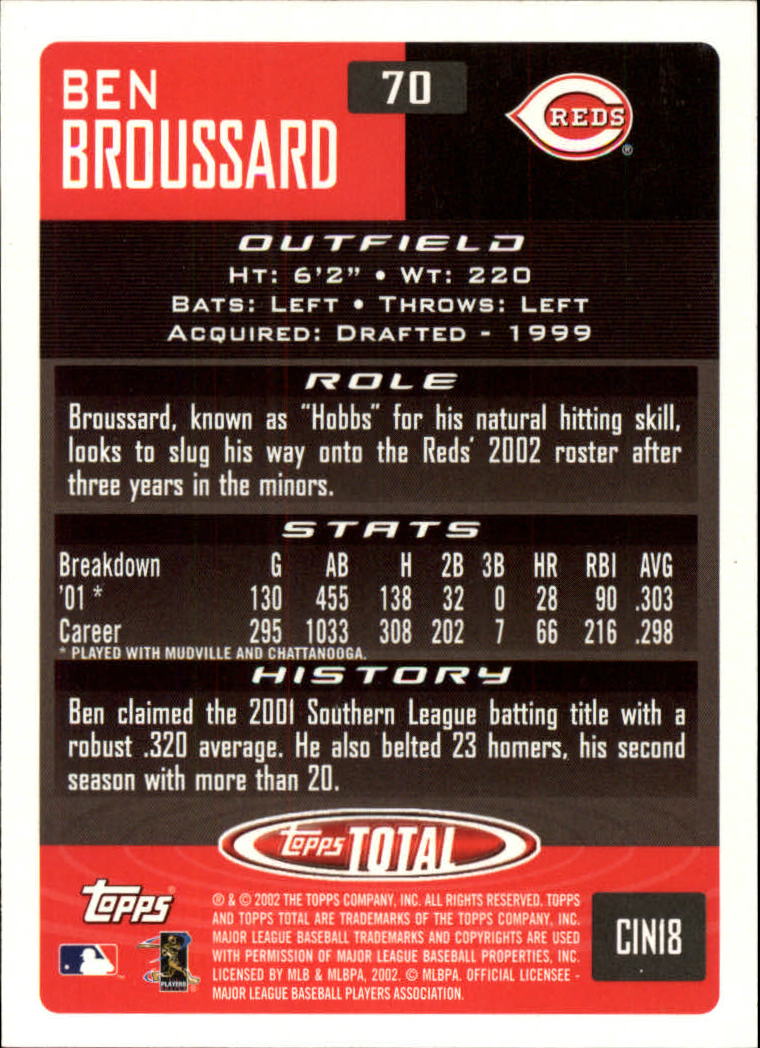 BEN
BROUSSARD
70
REDS
®
OUTFIELD
HT: 6'2" • WT: 220
BATS: LEFT • THROWS: LEFT
ACQUIRED: DRAFTED - 1999
ROLE
Broussard, known as "Hobbs" for his natural hitting skill,
looks to slug his way onto the Reds' 2002 roster after
three years in the minors.
STATS
Breakdown G AB H 2B 3B HR RBI AVG
'01 * 130 455 138 32 0 28 90 .303
Career 295 1033 308 202 7 66 216 .298
* PLAYED WITH MUDVILLE AND CHATTANOOGA.
HISTORY
Ben claimed the 2001 Southern League batting title with a
robust .320 average. He also belted 23 homers, his second
season with more than 20.
Topps TOTAL
Topps®
® & © 2002 THE TOPPS COMPANY, INC. ALL RIGHTS RESERVED. TOPPS
AND TOPPS TOTAL ARE TRADEMARKS OF THE TOPPS COMPANY, INC.
MAJOR LEAGUE BASEBALL TRADEMARKS AND COPYRIGHTS ARE USED
WITH PERMISSION OF MAJOR LEAGUE BASEBALL PROPERTIES, INC.
LICENSED BY MLB & MLBPA, 2002. © MLBPA. OFFICIAL LICENSEE -
MAJOR LEAGUE BASEBALL PLAYERS ASSOCIATION.
PLAYERS
CIN18